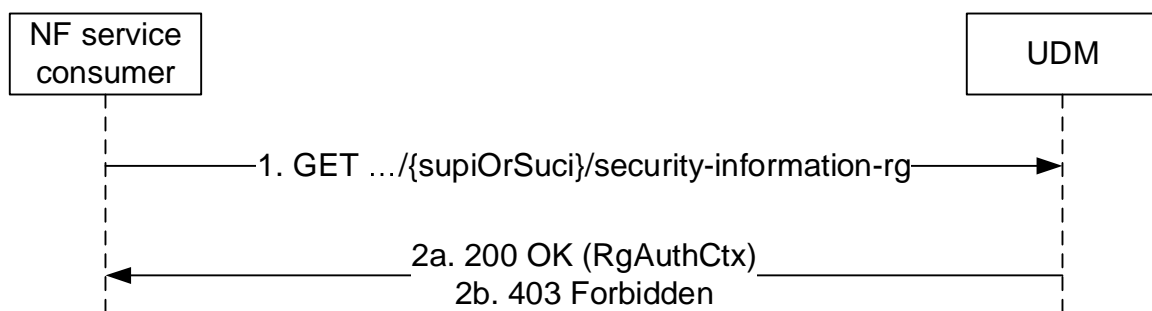 NF service
consumer
UDM
1. GET …/{supiOrSuci}/security-information-rg
2a. 200 OK (RgAuthCtx)
2b. 403 Forbidden